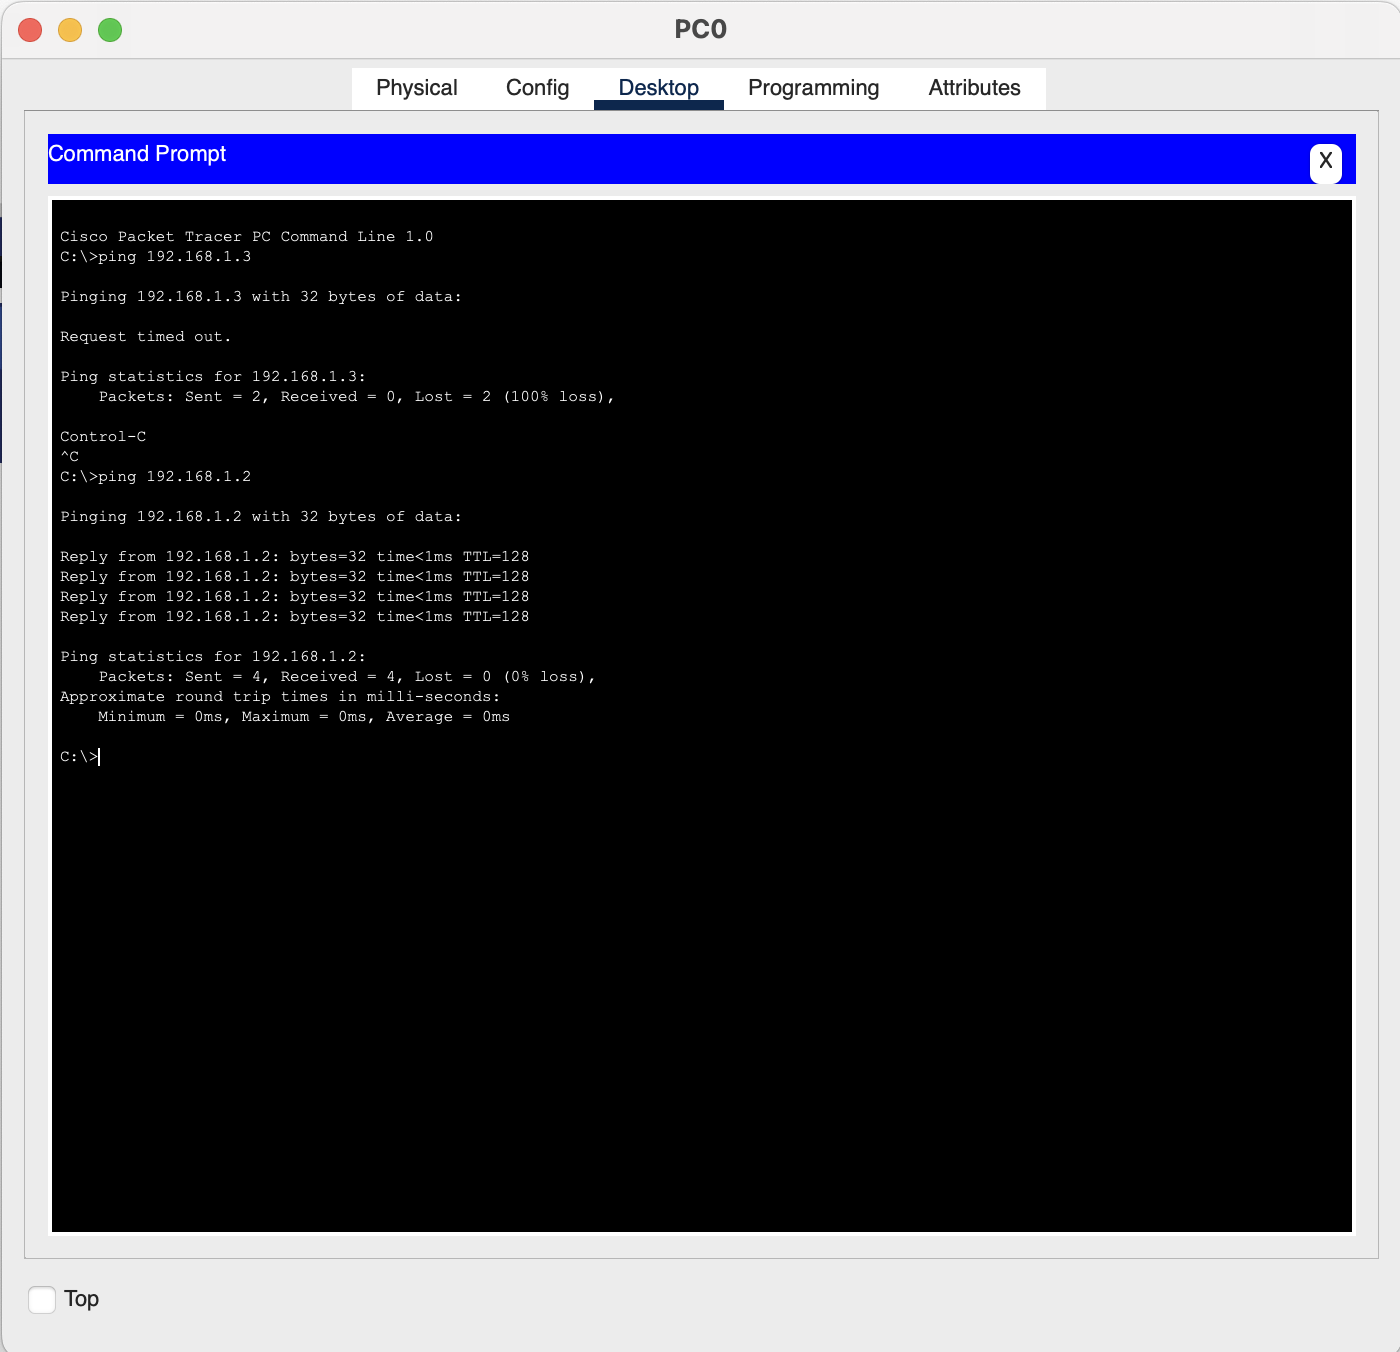 PC0
Physical Config Desktop Programming Attributes
Command Prompt
X
Cisco Packet Tracer PC Command Line 1.0
C:\>ping 192.168.1.3
Pinging 192.168.1.3 with 32 bytes of data:
Request timed out.
Ping statistics for 192.168.1.3:
    Packets: Sent = 2, Received = 0, Lost = 2 (100% loss),
Control-C
^C
C:\>ping 192.168.1.2
Pinging 192.168.1.2 with 32 bytes of data:
Reply from 192.168.1.2: bytes=32 time<1ms TTL=128
Reply from 192.168.1.2: bytes=32 time<1ms TTL=128
Reply from 192.168.1.2: bytes=32 time<1ms TTL=128
Reply from 192.168.1.2: bytes=32 time<1ms TTL=128
Ping statistics for 192.168.1.2:
    Packets: Sent = 4, Received = 4, Lost = 0 (0% loss),
Approximate round trip times in milli-seconds:
    Minimum = 0ms, Maximum = 0ms, Average = 0ms
C:\>
Top